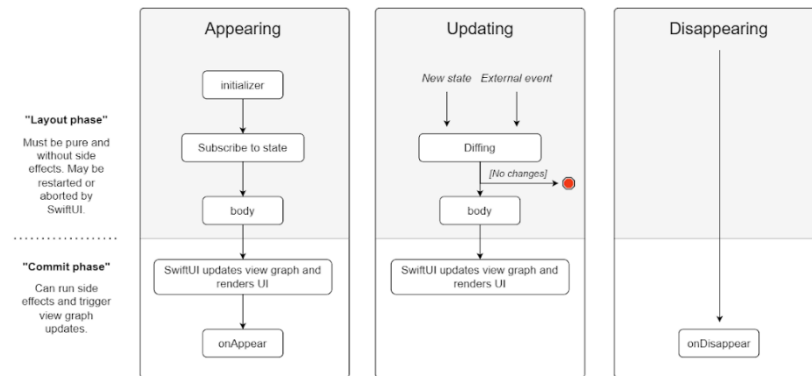 Appearing
Updating
Disappearing
"Layout phase"
Must be pure and
without side
effects. May be
restarted or
aborted by
SwiftUI.
"Commit phase"
Can run side
effects and trigger
view graph
updates.
initializer
Subscribe to state
body
SwiftUI updates view graph and
renders UI
onAppear
New state
External event
Diffing
[No changes]
body
SwiftUI updates view graph and
renders UI
onDisappear